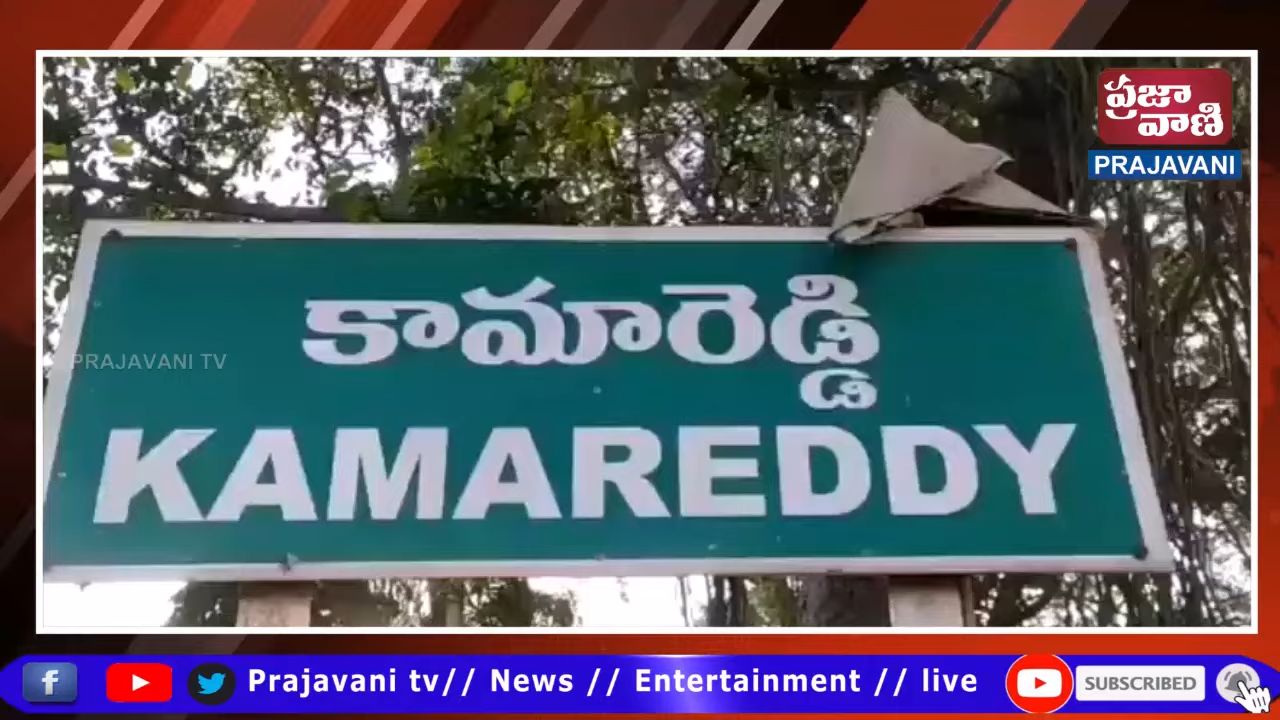 ప్రజా
వాణి
PRAJAVANI
కామారెడ్డి
PRAJAVANI TV
KAMAREDDY
Prajavani tv// News // Entertainment // live
SUBSCRIBED